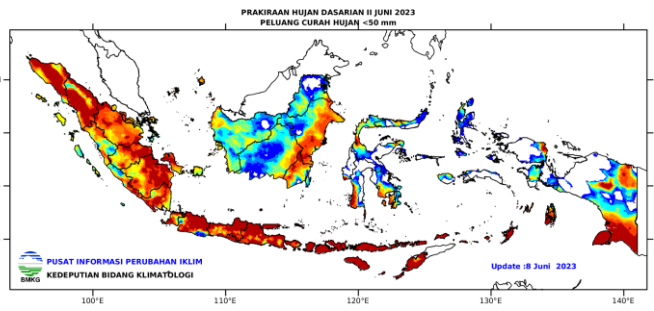 PRAKIRAAN HUJAN DASARIAN II JUNI 2023
PELUANG CURAH HUJAN <50 mm
PUSAT INFORMASI PERUBAHAN IKLIM
KEDEPUTIAN BIDANG KLIMATOLOGI
BMKG
Update :8 Juni 2023
100°E 110°E 120°E 130°E 140°E